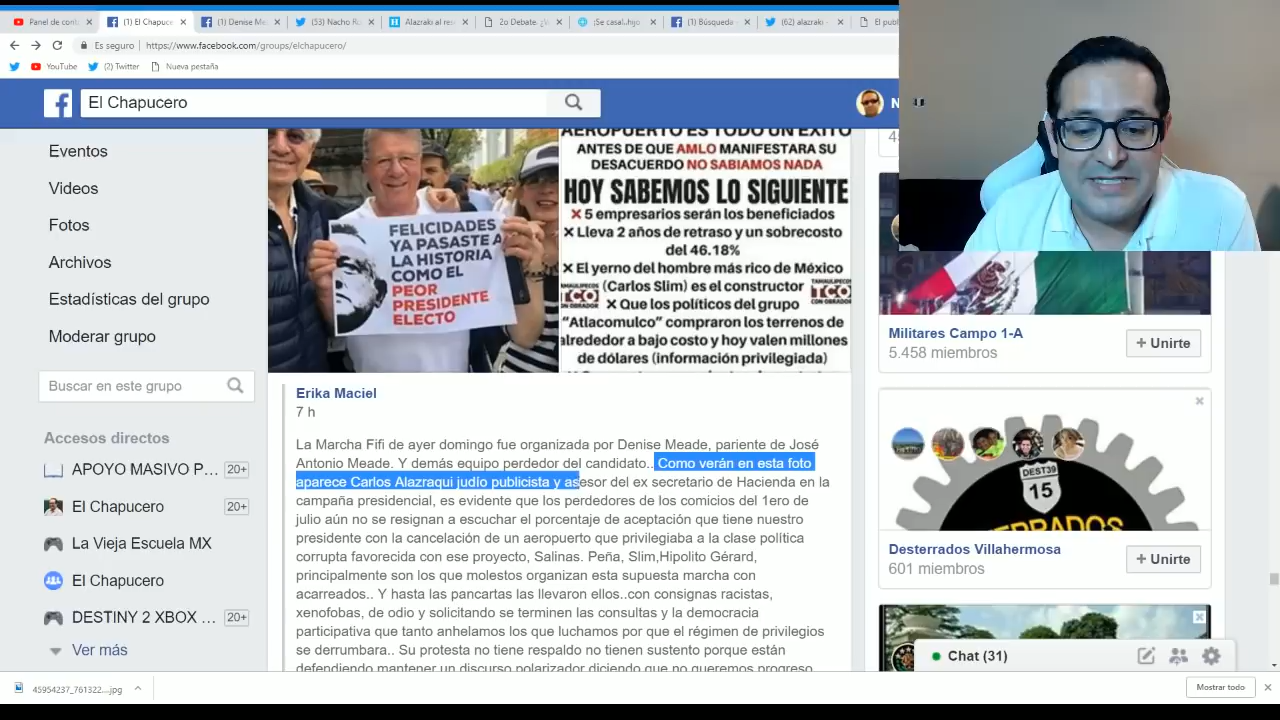 Panel de cont
(1) El Chapuce
(1) Denise Me
(53) Nacho R
Alazraki al re
2o Debate. ¿V
¡Se casal..hijo
(1) Búsqueda
(62) alazraki
El publ
Es seguro | https://www.facebook.com/groups/elchapucero/
YouTube
(2) Twitter
Nueva pestaña
El Chapucero
N
Eventos
Videos
Fotos
Archivos
Estadísticas del grupo
Moderar grupo
Buscar en este grupo
Accesos directos
APOYO MASIVO P... 20+
El Chapucero 20+
La Vieja Escuela MX
El Chapucero
DESTINY 2 XBOX ... 20+
Ver más
FELICIDADES
YA PASASTE A
LA HISTORIA
COMO EL
PEOR
PRESIDENTE
ELECTO
AEROPUERTO ES TODO UN ÉXITO
ANTES DE QUE AMLO MANIFESTARA SU
DESACUERDO NO SABIAMOS NADA
HOY SABEMOS LO SIGUIENTE
X 5 empresarios serán los beneficiados
X Lleva 2 años de retraso y un sobrecosto
del 46.18%
X El yerno del hombre más rico de México
(Carlos Slim) es el constructor
X Que los políticos del grupo
“Atlacomulco” compraron los terrenos de
alrededor a bajo costo y hoy valen millones
de dólares (información privilegiada)
Erika Maciel
7 h
La Marcha Fifi de ayer domingo fue organizada por Denise Meade, pariente de José
Antonio Meade. Y demás equipo perdedor del candidato.. Como verán en esta foto
aparece Carlos Alazraqui judío publicista y asesor del ex secretario de Hacienda en la
campaña presidencial, es evidente que los perdedores de los comicios del 1ero de
julio aún no se resignan a escuchar el porcentaje de aceptación que tiene nuestro
presidente con la cancelación de un aeropuerto que privilegiaba a la clase política
corrupta favorecida con ese proyecto, Salinas. Peña, Slim,Hipolito Gérard,
principalmente son los que molestos organizan esta supuesta marcha con
acarreados.. Y hasta las pancartas las llevaron ellos..con consignas racistas,
xenofobas, de odio y solicitando se terminen las consultas y la democracia
participativa que tanto anhelamos los que luchamos por que el régimen de privilegios
se derrumbara.. Su protesta no tiene respaldo no tienen sustento porque están
defendiendo mantener un discurso polarizador diciendo que no queremos progreso
Militares Campo 1-A
5.458 miembros
+ Unirte
DEST39
15
Desterrados Villahermosa
601 miembros
+ Unirte
Chat (31)
45954237_761322....jpg
Mostrar todo